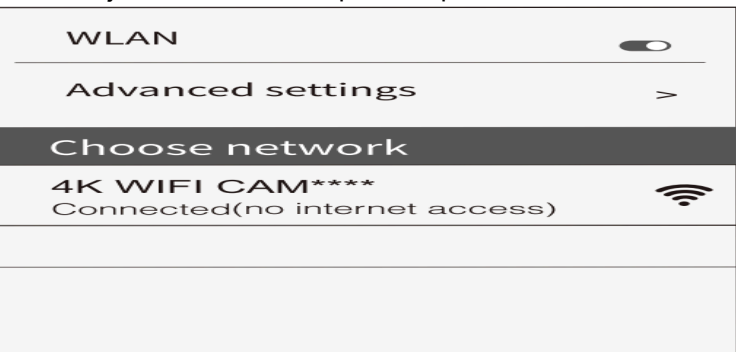 WLAN
Advanced settings >
Choose network
4K WIFI CAM****
Connected(no internet access)